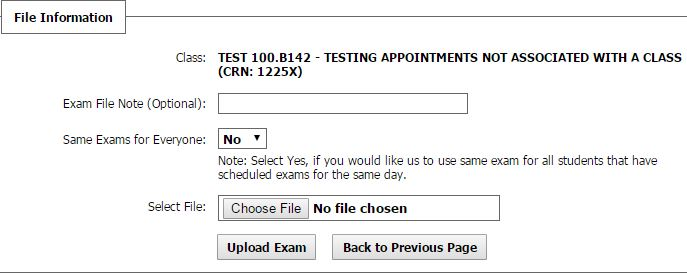 File Information
Class: TEST 100.B142 - TESTING APPOINTMENTS NOT ASSOCIATED WITH A CLASS
(CRN: 1225X)
Exam File Note (Optional):
Same Exams for Everyone: No
Note: Select Yes, if you would like us to use same exam for all students that have
scheduled exams for the same day.
Select File: Choose File No file chosen
Upload Exam Back to Previous Page